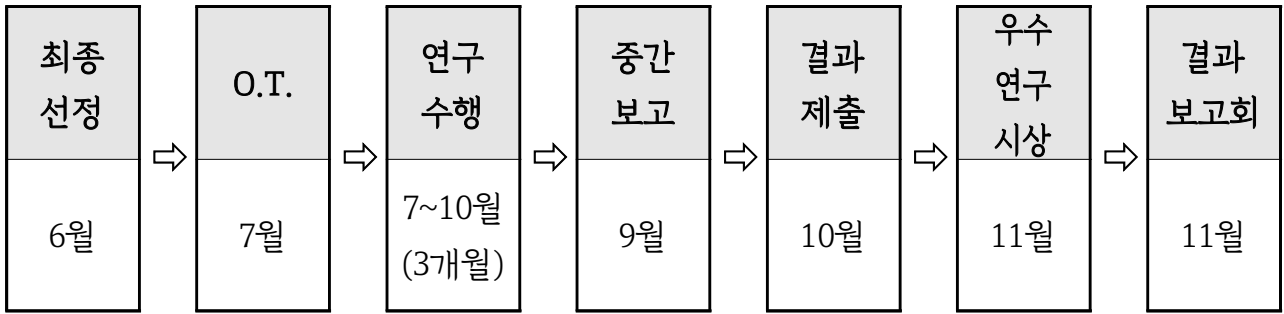 최종
선정
6월
⇨
O.T.
7월
⇨
연구
수행
7~10월
(3개월)
⇨
중간
보고
9월
⇨
결과
제출
10월
⇨
우수
연구
시상
11월
⇨
결과
보고회
11월